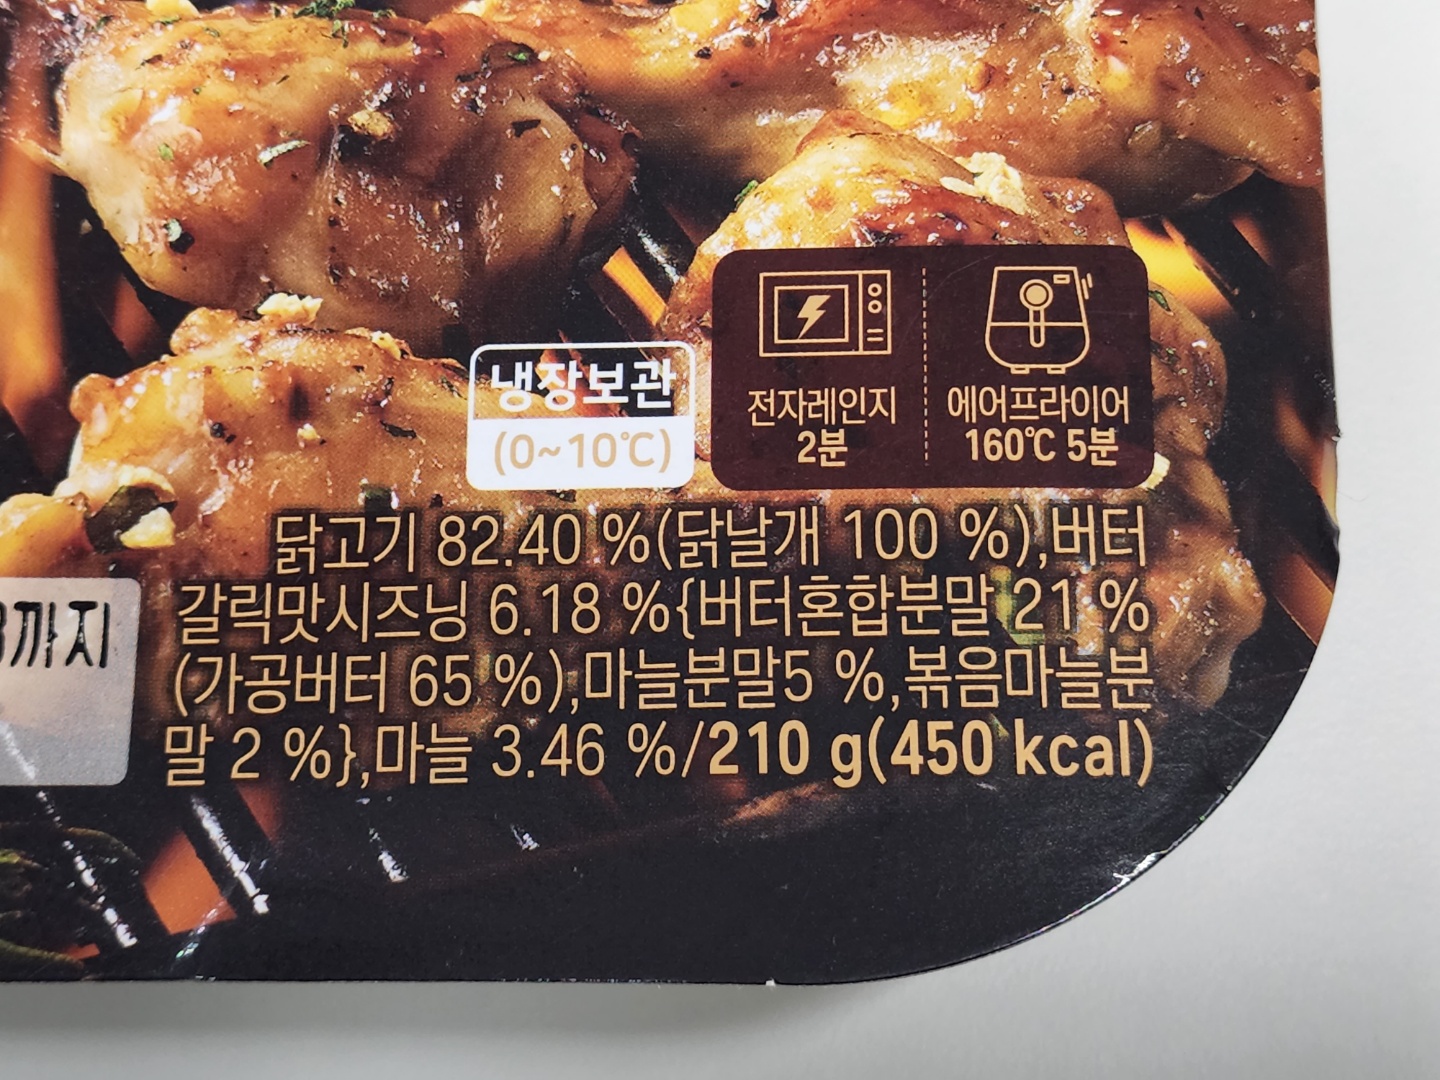 냉장보관
(0~10℃)
전자레인지
2분
에어프라이어
160℃ 5분
닭고기 82.40 %(닭날개 100 %),버터
갈릭맛시즈닝 6.18 %{버터혼합분말 21 %
(가공버터 65 %),마늘분말5 %,볶음마늘분
말 2 %},마늘 3.46 %/210 g(450 kcal)
까지